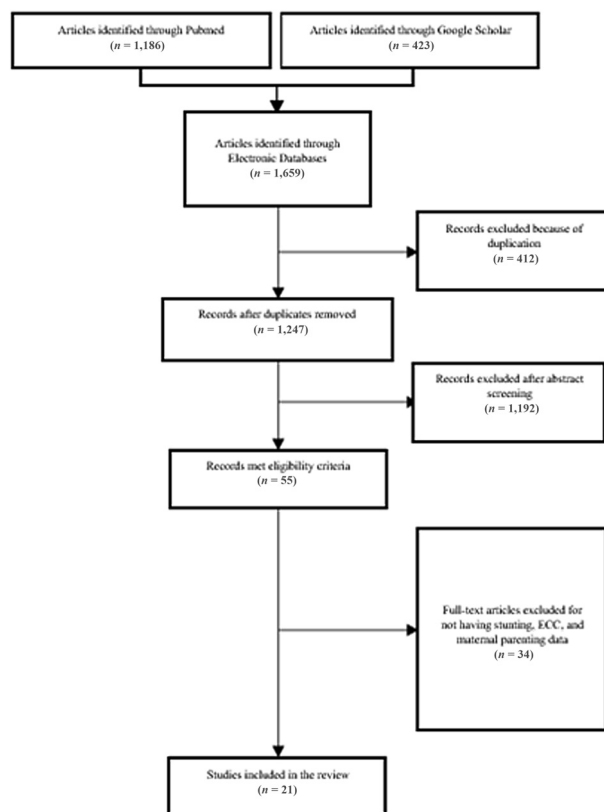 Articles identified through Pubmed
(n = 1,186)
Articles identified through Google Scholar
(n = 423)
Articles identified through
Electronic Databases
(n = 1,659)
Records excluded because of
duplication
(n = 412)
Records after duplicates removed
(n = 1,247)
Records excluded after abstract
screening
(n = 1,192)
Records met eligibility criteria
(n = 55)
Full-text articles excluded for
not having stunting, ECC, and
maternal parenting data
(n = 34)
Studies included in the review
(n = 21)